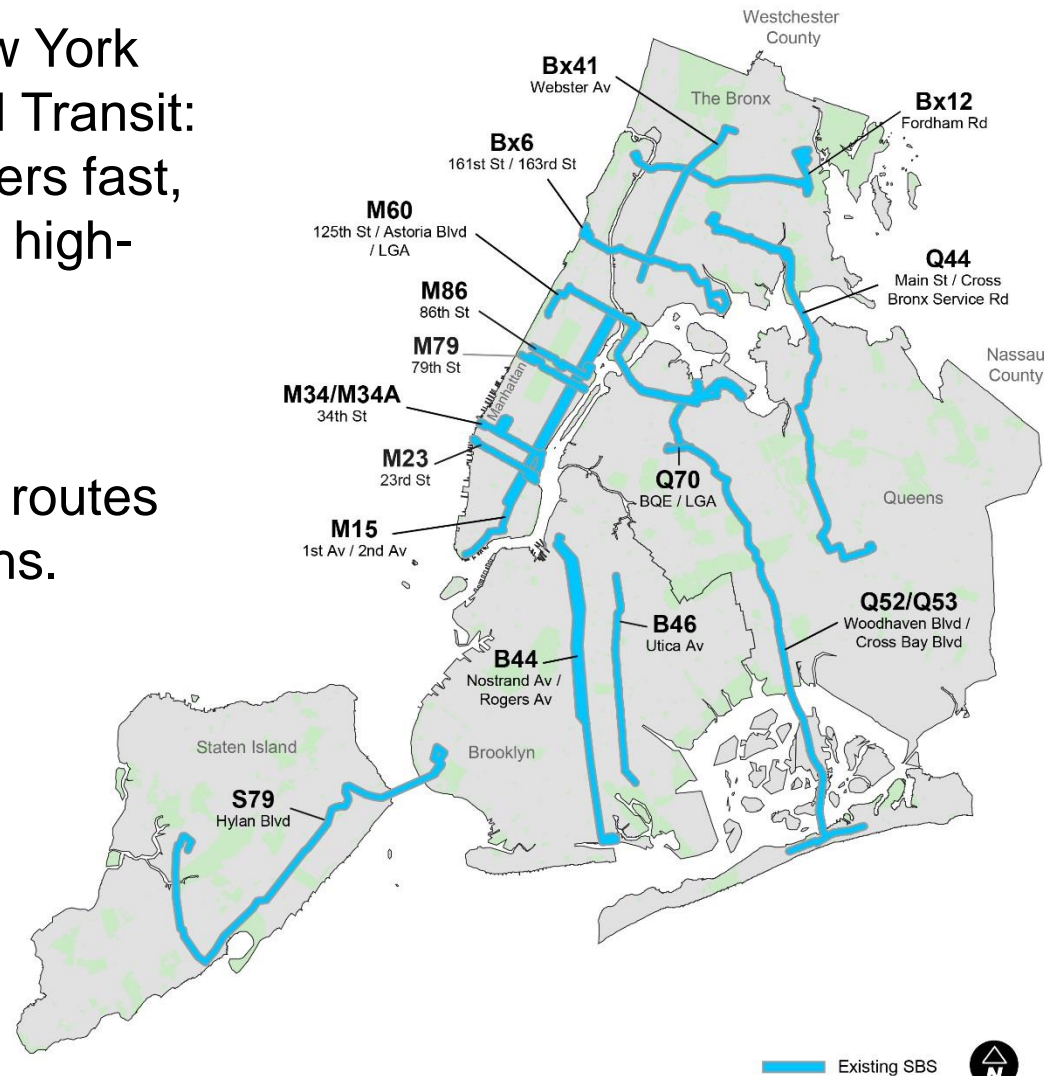 w York
l Transit:
ers fast,
high-
routes
ns.
Westchester
County
Bx41
Webster Av
The Bronx
Bx12
Fordham Rd
Bx6
161st St / 163rd St
M60
125th St / Astoria Blvd
/ LGA
Q44
Main St / Cross
Bronx Service Rd
M86
86th St
M79
79th St
Nassau
County
Manhattan
M34/M34A
34th St
M23
23rd St
Q70
BQE / LGA
Queens
M15
1st Av / 2nd Av
Q52/Q53
Woodhaven Blvd /
Cross Bay Blvd
B46
Utica Av
B44
Nostrand Av /
Rogers Av
Staten Island
Brooklyn
S79
Hylan Blvd
Existing SBS
N